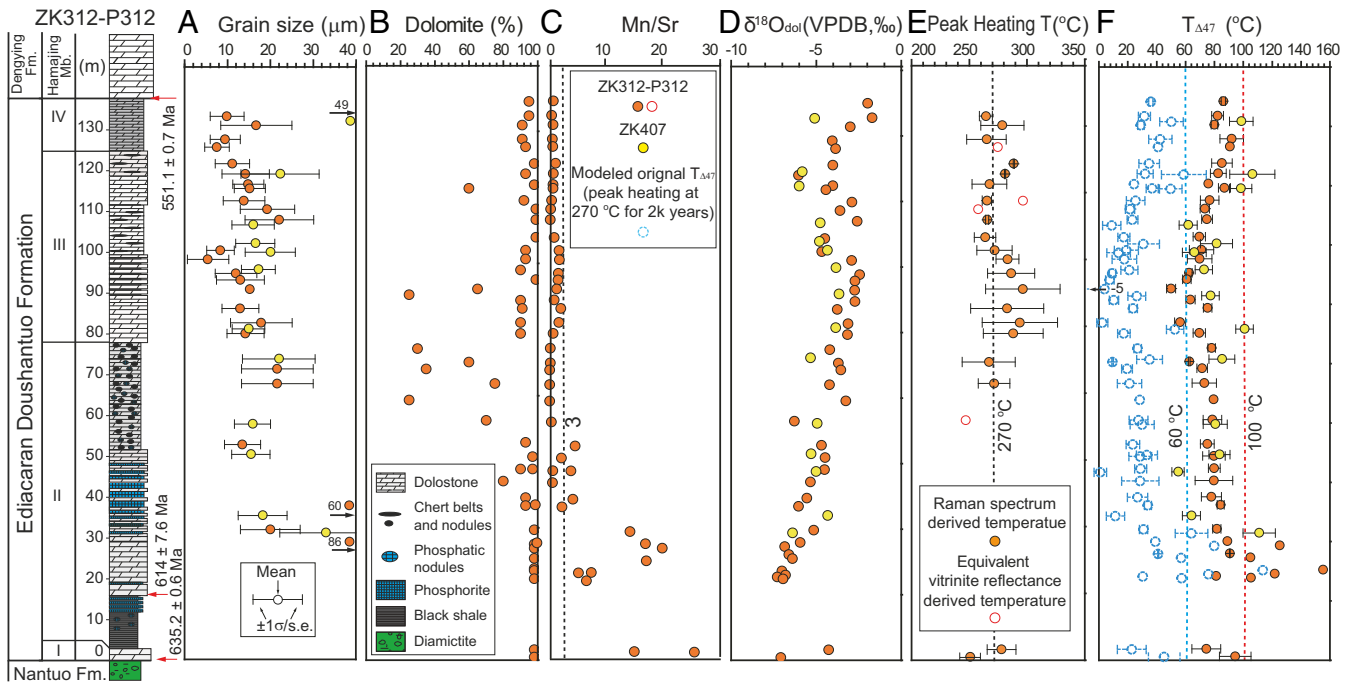 ZK312-P312
A Grain size (µm)
B Dolomite (%)
C Mn/Sr
D δ18Odol(VPDB,‰)
E Peak Heating T(°C)
F TΔ47 (°C)
Dengying Fm.
Hamajing Mb.
(m)
0 10 20 30 40
0 20 40 60 80 100
0 10 20 30
-10 -5 0
200 250 300 350
0 20 40 60 80 100 120 140 160
Ediacaran Doushantuo Formation
IV
III
II
I
130
120
110
100
90
80
70
60
50
40
30
20
10
0
Nantuo Fm.
551.1 ± 0.7 Ma
614 ± 7.6 Ma
635.2 ± 0.6 Ma
49
60
86
Mean
±1σ/s.e.
Dolostone
Chert belts
and nodules
Phosphatic
nodules
Phosphorite
Black shale
Diamictite
ZK312-P312
ZK407
Modeled orignal TΔ47
(peak heating at
270 °C for 2k years)
3
270 °C
Raman spectrum
derived temperatue
Equivalent
vitrinite reflectance
derived temperature
-5
60 °C
100 °C